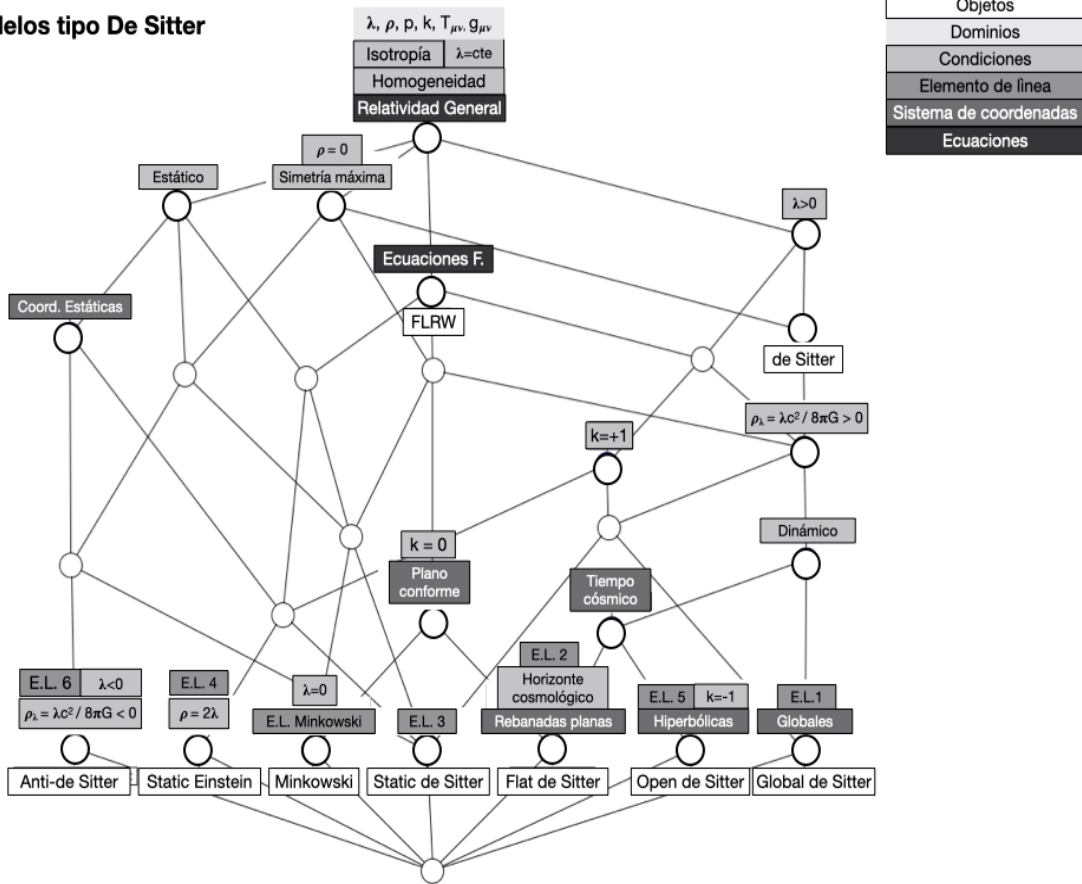 delos tipo De Sitter
λ, ρ, p, k, Tμν, gμν
Isotropía
λ=cte
Homogeneidad
Relatividad General
Objetos
Dominios
Condiciones
Elemento de lìnea
Sistema de coordenadas
Ecuaciones
ρ = 0
Simetría máxima
Estático
λ>0
Ecuaciones F.
FLRW
Coord. Estáticas
de Sitter
ρλ = λc² / 8πG > 0
k=+1
Dinámico
k = 0
Plano
conforme
Tiempo
cósmico
E.L. 6
λ<0
ρλ = λc² / 8πG < 0
E.L. 4
ρ = 2λ
λ=0
E.L. Minkowski
E.L. 3
E.L. 2
Horizonte
cosmológico
Rebanadas planas
E.L. 5
k=-1
Hiperbólicas
E.L.1
Globales
Anti-de Sitter
Static Einstein
Minkowski
Static de Sitter
Flat de Sitter
Open de Sitter
Global de Sitter